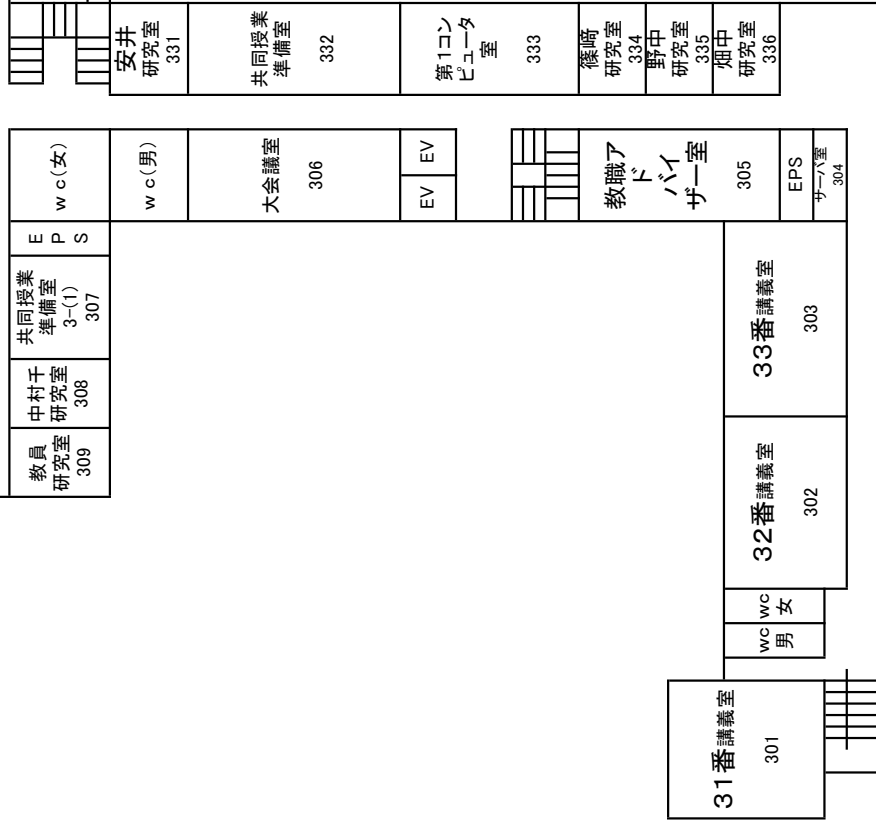 安井
研究室
331
共同授業
準備室
332
第1コン
ピュータ
室
333
篠﨑
研究室
334
野中
研究室
335
畑中
研究室
336
wc(女)
wc(男)
大会議室
306
EV
EV
教職ア
ド
バイ
ザー室
305
EPS
サーバ室
304
E
P
S
共同授業
準備室
3-(1)
307
中村千
研究室
308
教員
研究室
309
33番講義室
303
32番講義室
302
wc
女
wc
男
31番講義室
301